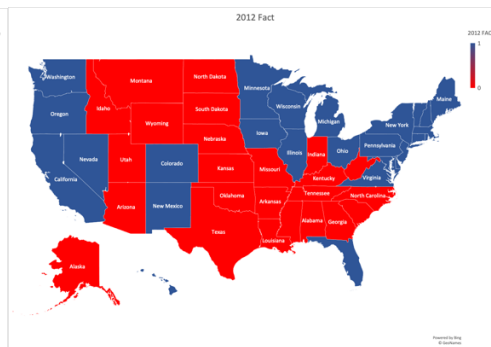 2012 Fact
2012 FACT
1
0
Washington
Montana
North Dakota
Minnesota
Maine
Oregon
Idaho
South Dakota
Wisconsin
Michigan
New York
Wyoming
Nebraska
Iowa
Pennsylvania
Nevada
Utah
Colorado
Kansas
Missouri
Illinois
Indiana
Ohio
Virginia
Kentucky
California
Arizona
New Mexico
Oklahoma
Arkansas
Tennessee
North Carolina
Texas
Louisiana
Alabama
Georgia
Alaska
Powered by Bing
© GeoNames